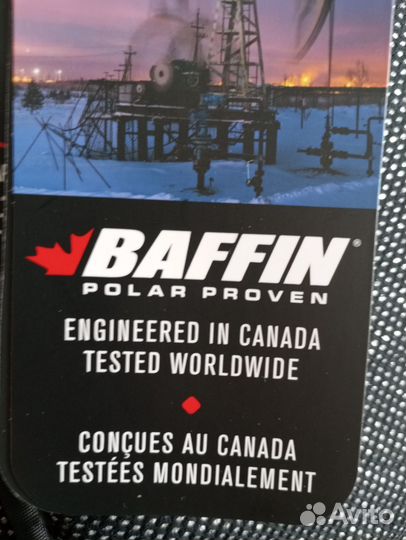 BAFFIN®
POLAR PROVEN
ENGINEERED IN CANADA
TESTED WORLDWIDE
CONÇUES AU CANADA
TESTÉES MONDIALEMENT
Avito